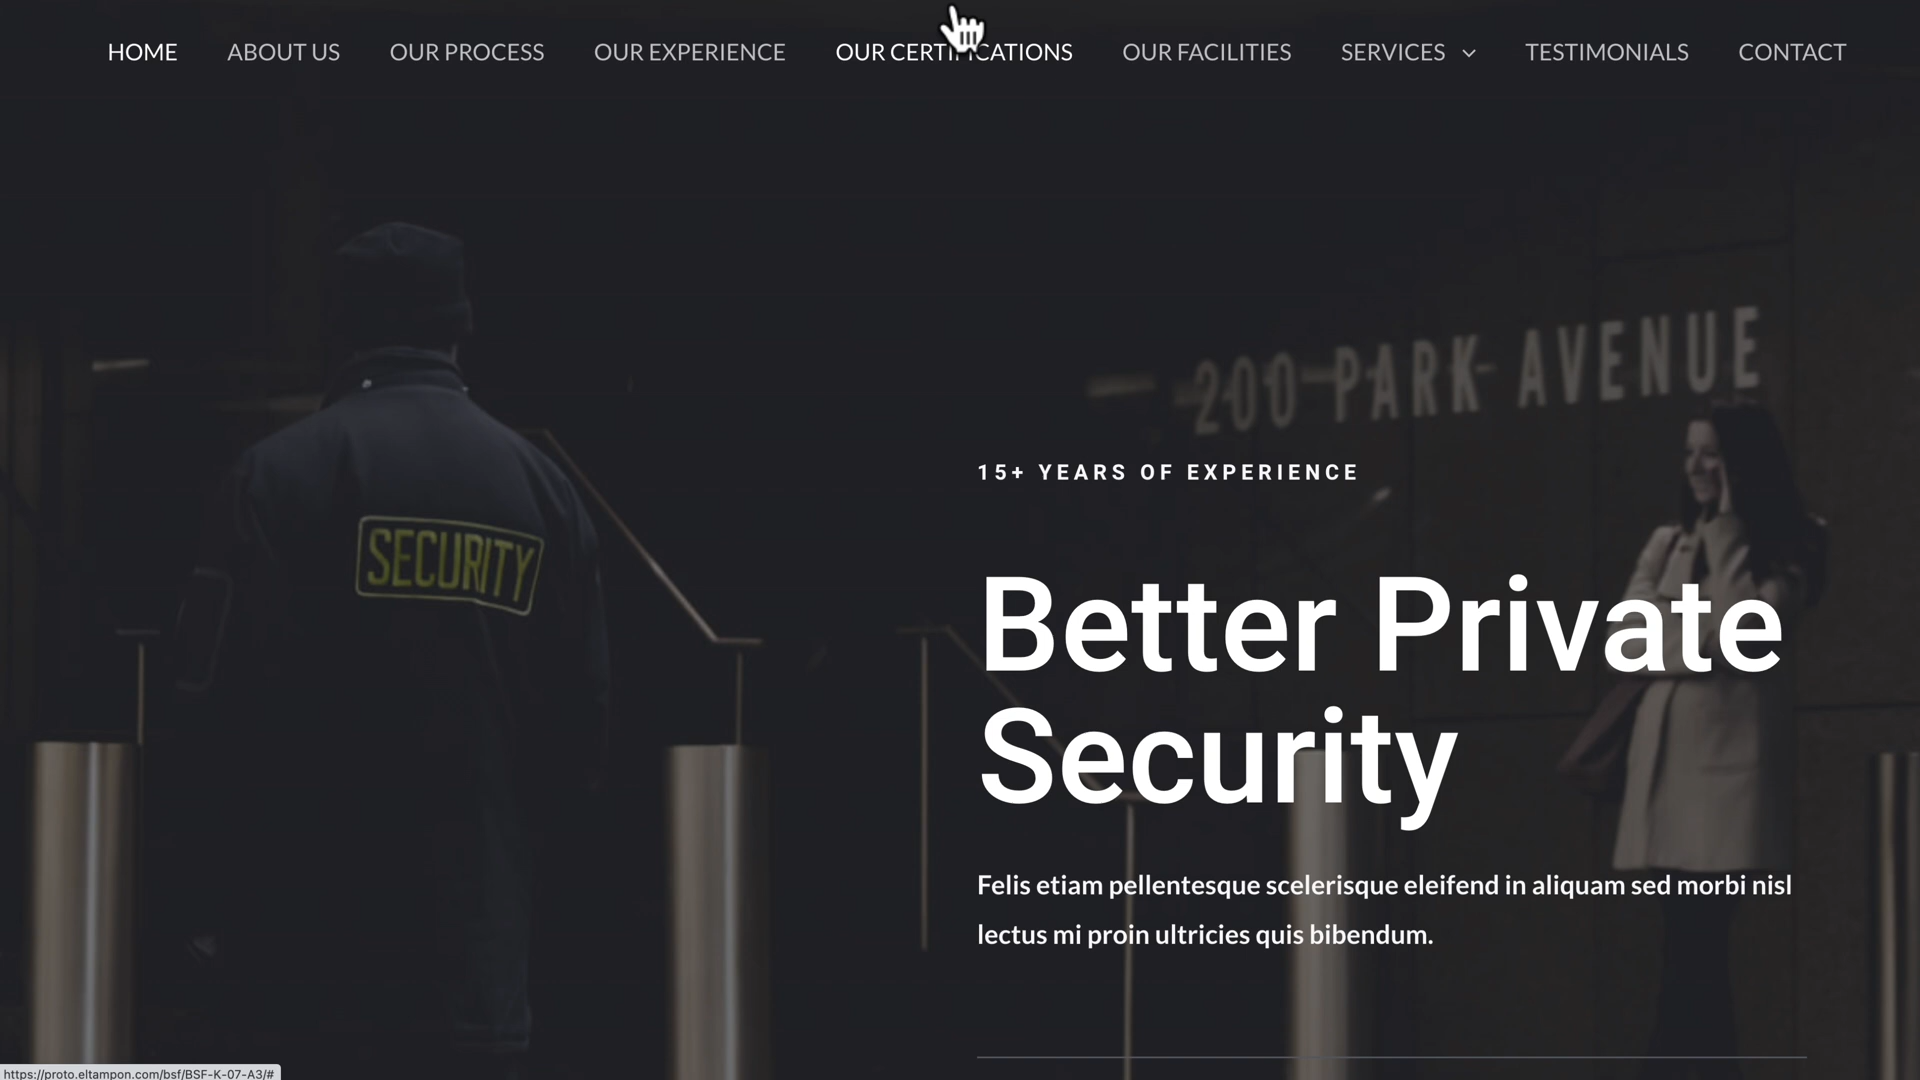 HOME ABOUT US OUR PROCESS OUR EXPERIENCE OUR CERTIFICATIONS OUR FACILITIES SERVICES TESTIMONIALS CONTACT
200 PARK AVENUE
15+ YEARS OF EXPERIENCE
SECURITY
Better Private
Security
Felis etiam pellentesque scelerisque eleifend in aliquam sed morbi nisl
lectus mi proin ultricies quis bibendum.
https://proto.eltampon.com/bsf/BSF-K-07-A3/#